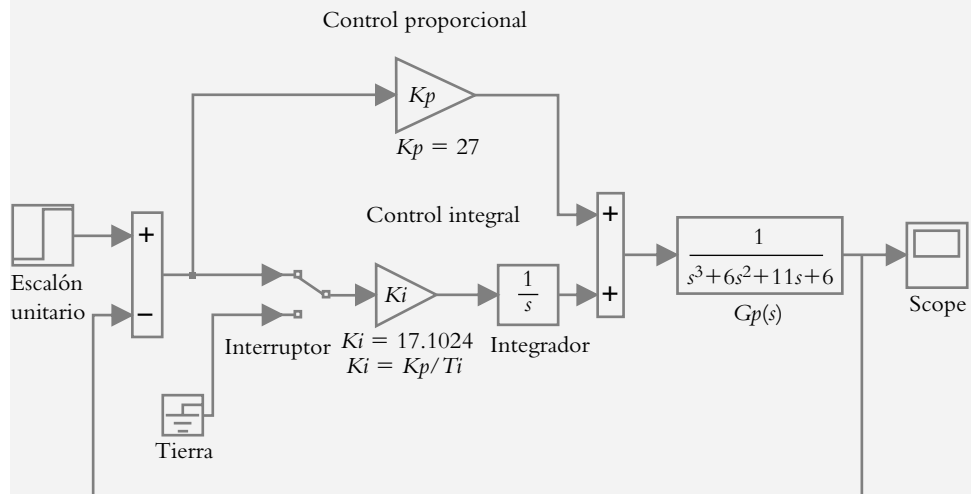 Control proporcional
Kp
Kp = 27
Control integral
+
−
Escalón
unitario
Interruptor
Ki
Ki = 17.1024
Ki = Kp/Ti
1
s
Integrador
+
+
1
s³+6s²+11s+6
Gp(s)
Scope
Tierra